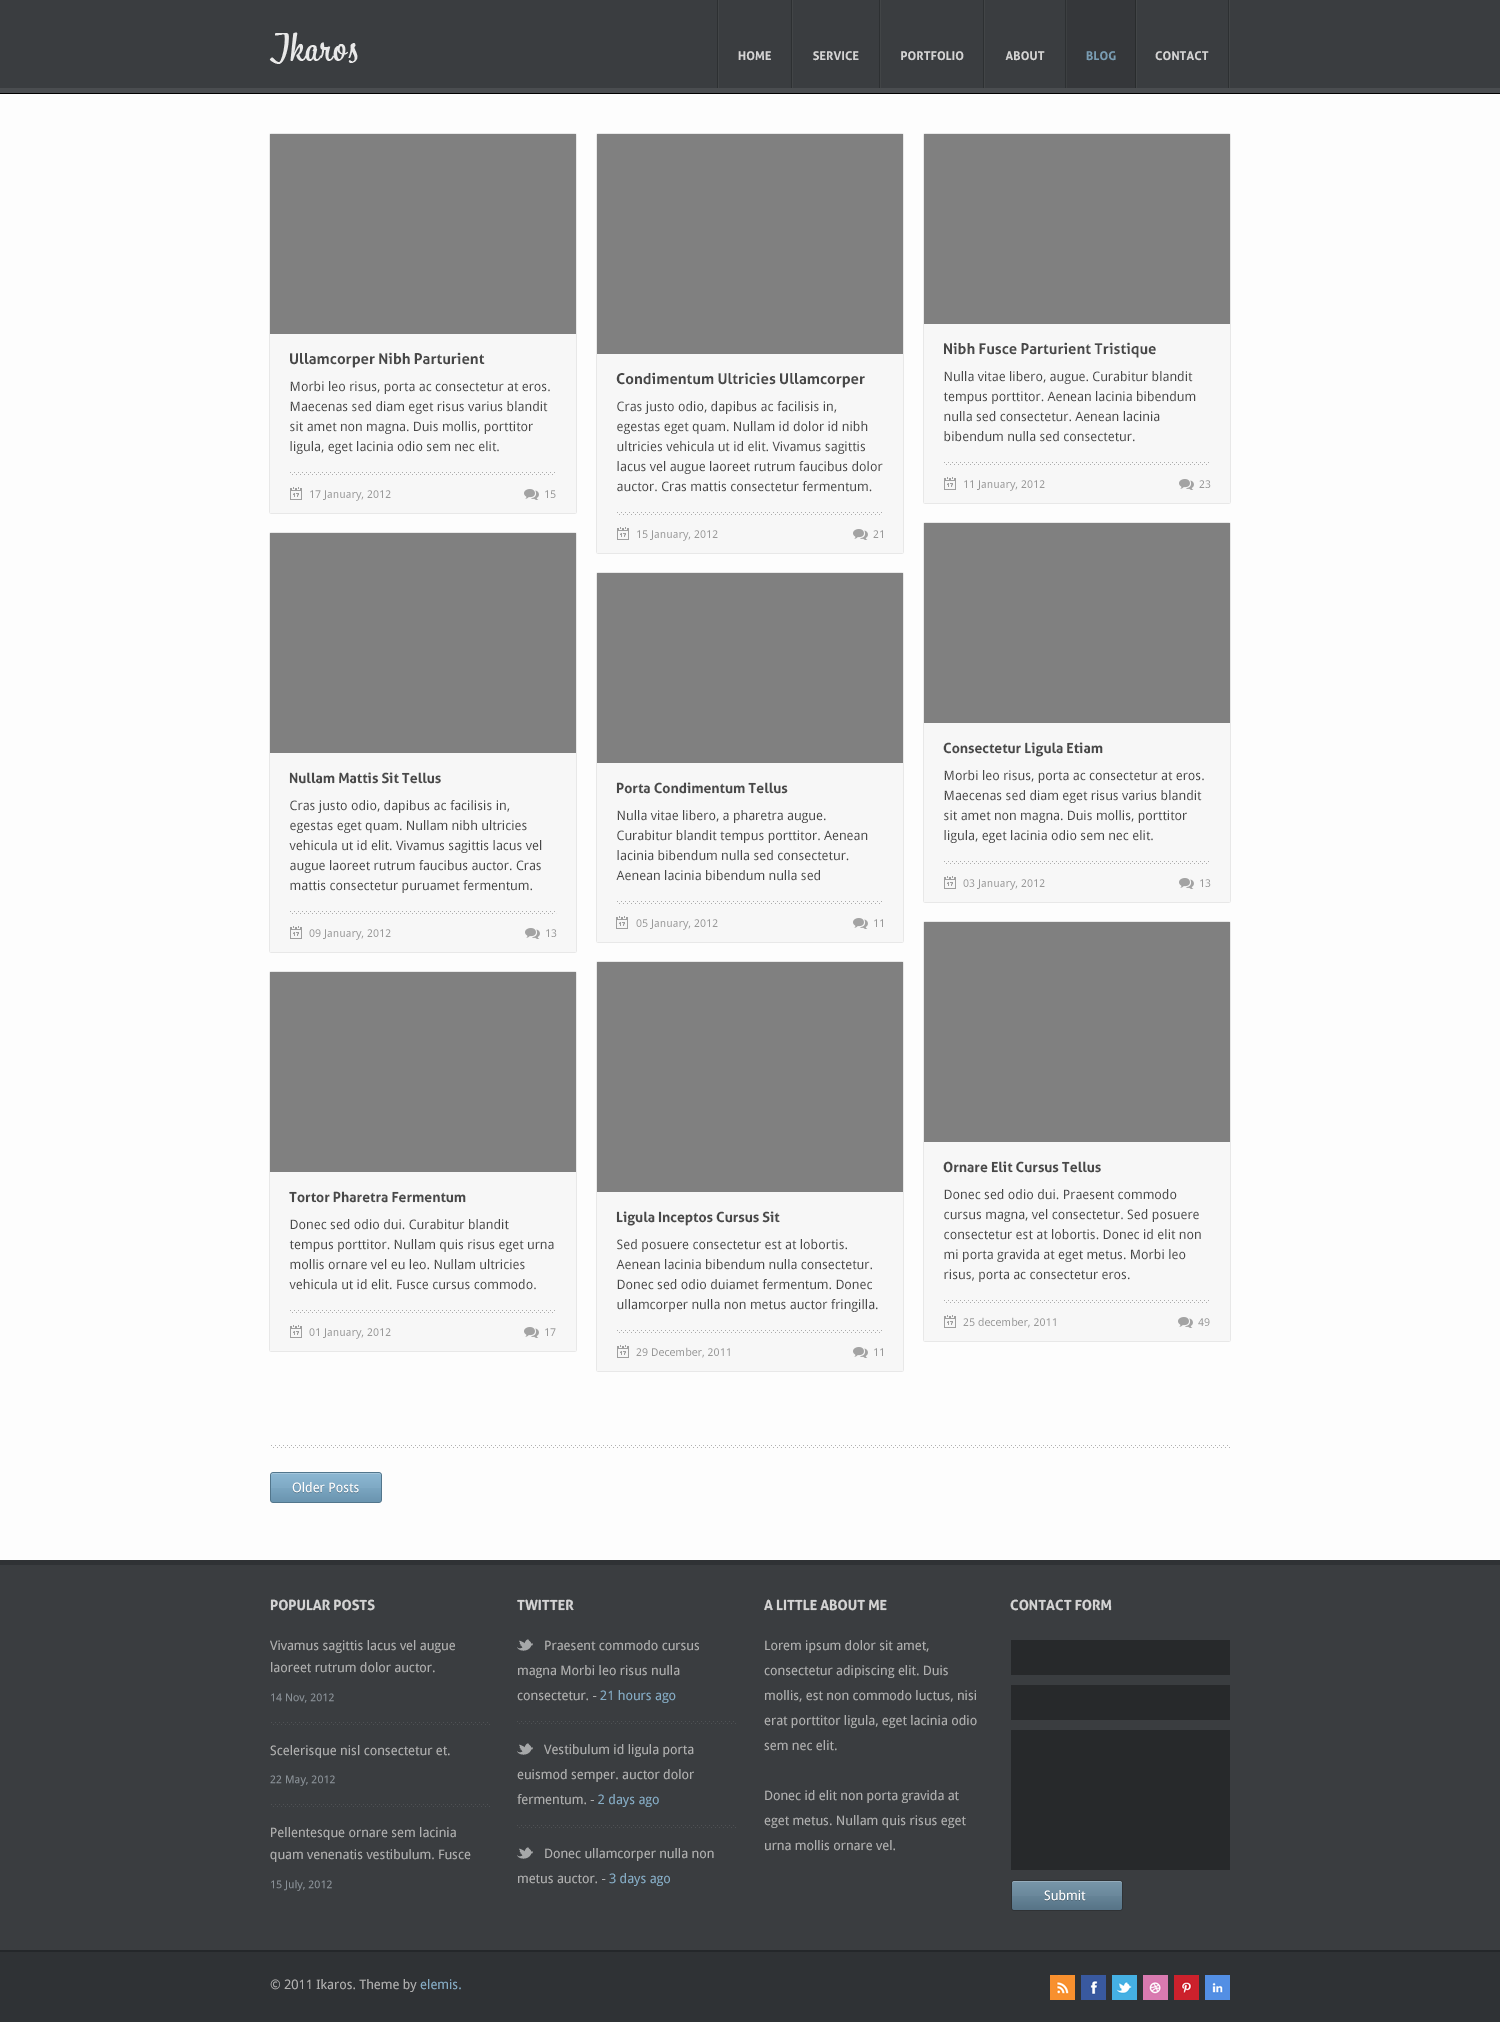 Ikaros
HOME
SERVICE
PORTFOLIO
ABOUT
BLOG
CONTACT
Ullamcorper Nibh Parturient
Morbi leo risus, porta ac consectetur at eros.
Maecenas sed diam eget risus varius blandit
sit amet non magna. Duis mollis, porttitor
ligula, eget lacinia odio sem nec elit.
17 January, 2012
15
Condimentum Ultricies Ullamcorper
Cras justo odio, dapibus ac facilisis in,
egestas eget quam. Nullam id dolor id nibh
ultricies vehicula ut id elit. Vivamus sagittis
lacus vel augue laoreet rutrum faucibus dolor
auctor. Cras mattis consectetur fermentum.
15 January, 2012
21
Nibh Fusce Parturient Tristique
Nulla vitae libero, augue. Curabitur blandit
tempus porttitor. Aenean lacinia bibendum
nulla sed consectetur. Aenean lacinia
bibendum nulla sed consectetur.
11 January, 2012
23
Nullam Mattis Sit Tellus
Cras justo odio, dapibus ac facilisis in,
egestas eget quam. Nullam nibh ultricies
vehicula ut id elit. Vivamus sagittis lacus vel
augue laoreet rutrum faucibus auctor. Cras
mattis consectetur puruamet fermentum.
09 January, 2012
13
Porta Condimentum Tellus
Nulla vitae libero, a pharetra augue.
Curabitur blandit tempus porttitor. Aenean
lacinia bibendum nulla sed consectetur.
Aenean lacinia bibendum nulla sed
05 January, 2012
11
Consectetur Ligula Etiam
Morbi leo risus, porta ac consectetur at eros.
Maecenas sed diam eget risus varius blandit
sit amet non magna. Duis mollis, porttitor
ligula, eget lacinia odio sem nec elit.
03 January, 2012
13
Tortor Pharetra Fermentum
Donec sed odio dui. Curabitur blandit
tempus porttitor. Nullam quis risus eget urna
mollis ornare vel eu leo. Nullam ultricies
vehicula ut id elit. Fusce cursus commodo.
01 January, 2012
17
Ligula Inceptos Cursus Sit
Sed posuere consectetur est at lobortis.
Aenean lacinia bibendum nulla consectetur.
Donec sed odio duiamet fermentum. Donec
ullamcorper nulla non metus auctor fringilla.
29 December, 2011
11
Ornare Elit Cursus Tellus
Donec sed odio dui. Praesent commodo
cursus magna, vel consectetur. Sed posuere
consectetur est at lobortis. Donec id elit non
mi porta gravida at eget metus. Morbi leo
risus, porta ac consectetur eros.
25 december, 2011
49
Older Posts
POPULAR POSTS
Vivamus sagittis lacus vel augue
laoreet rutrum dolor auctor.
14 Nov, 2012
Scelerisque nisl consectetur et.
22 May, 2012
Pellentesque ornare sem lacinia
quam venenatis vestibulum. Fusce
15 July, 2012
TWITTER
Praesent commodo cursus
magna Morbi leo risus nulla
consectetur. - 21 hours ago
Vestibulum id ligula porta
euismod semper. auctor dolor
fermentum. - 2 days ago
Donec ullamcorper nulla non
metus auctor. - 3 days ago
A LITTLE ABOUT ME
Lorem ipsum dolor sit amet,
consectetur adipiscing elit. Duis
mollis, est non commodo luctus, nisi
erat porttitor ligula, eget lacinia odio
sem nec elit.
Donec id elit non porta gravida at
eget metus. Nullam quis risus eget
urna mollis ornare vel.
CONTACT FORM
Submit
© 2011 Ikaros. Theme by elemis.